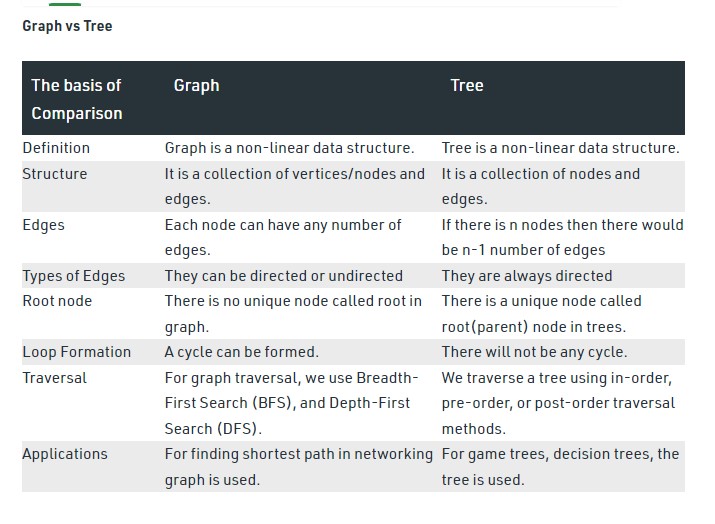 Graph vs Tree
The basis of Comparison Graph Tree
Definition Graph is a non-linear data structure. Tree is a non-linear data structure.
Structure It is a collection of vertices/nodes and It is a collection of nodes and
edges. edges.
Edges Each node can have any number of If there is n nodes then there would
edges. be n-1 number of edges
Types of Edges They can be directed or undirected They are always directed
Root node There is no unique node called root in There is a unique node called
graph. root(parent) node in trees.
Loop Formation A cycle can be formed. There will not be any cycle.
Traversal For graph traversal, we use Breadth- We traverse a tree using in-order,
First Search (BFS), and Depth-First pre-order, or post-order traversal
Search (DFS). methods.
Applications For finding shortest path in networking For game trees, decision trees, the
graph is used. tree is used.